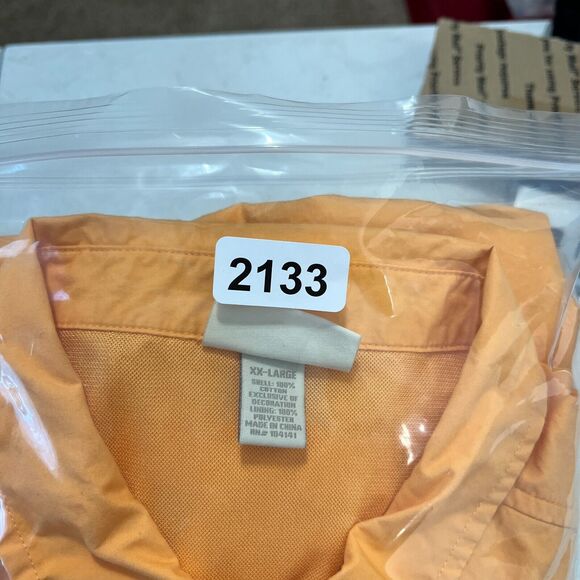 2133
XX-LARGE
SHELL: 100%
COTTON
EXCLUSIVE OF
DECORATION
LINING: 100%
POLYESTER
MADE IN CHINA
RN# 104141